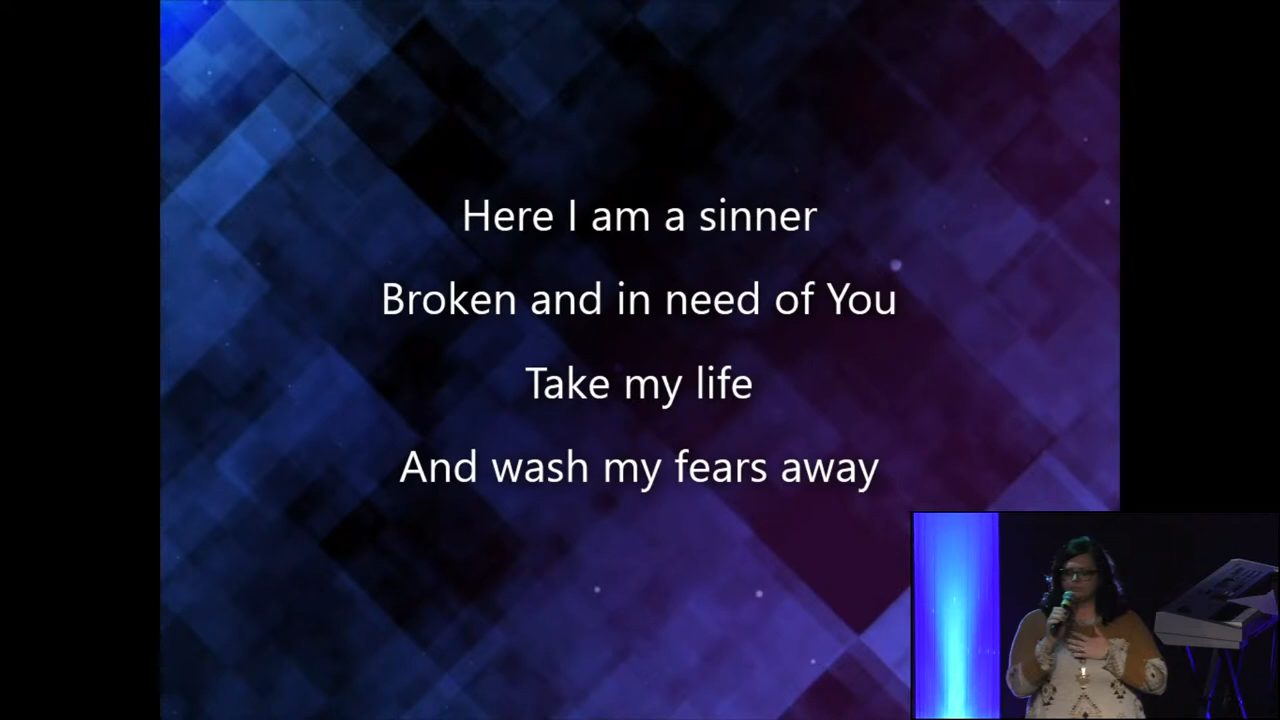 Here I am a sinner
Broken and in need of You
Take my life
And wash my fears away